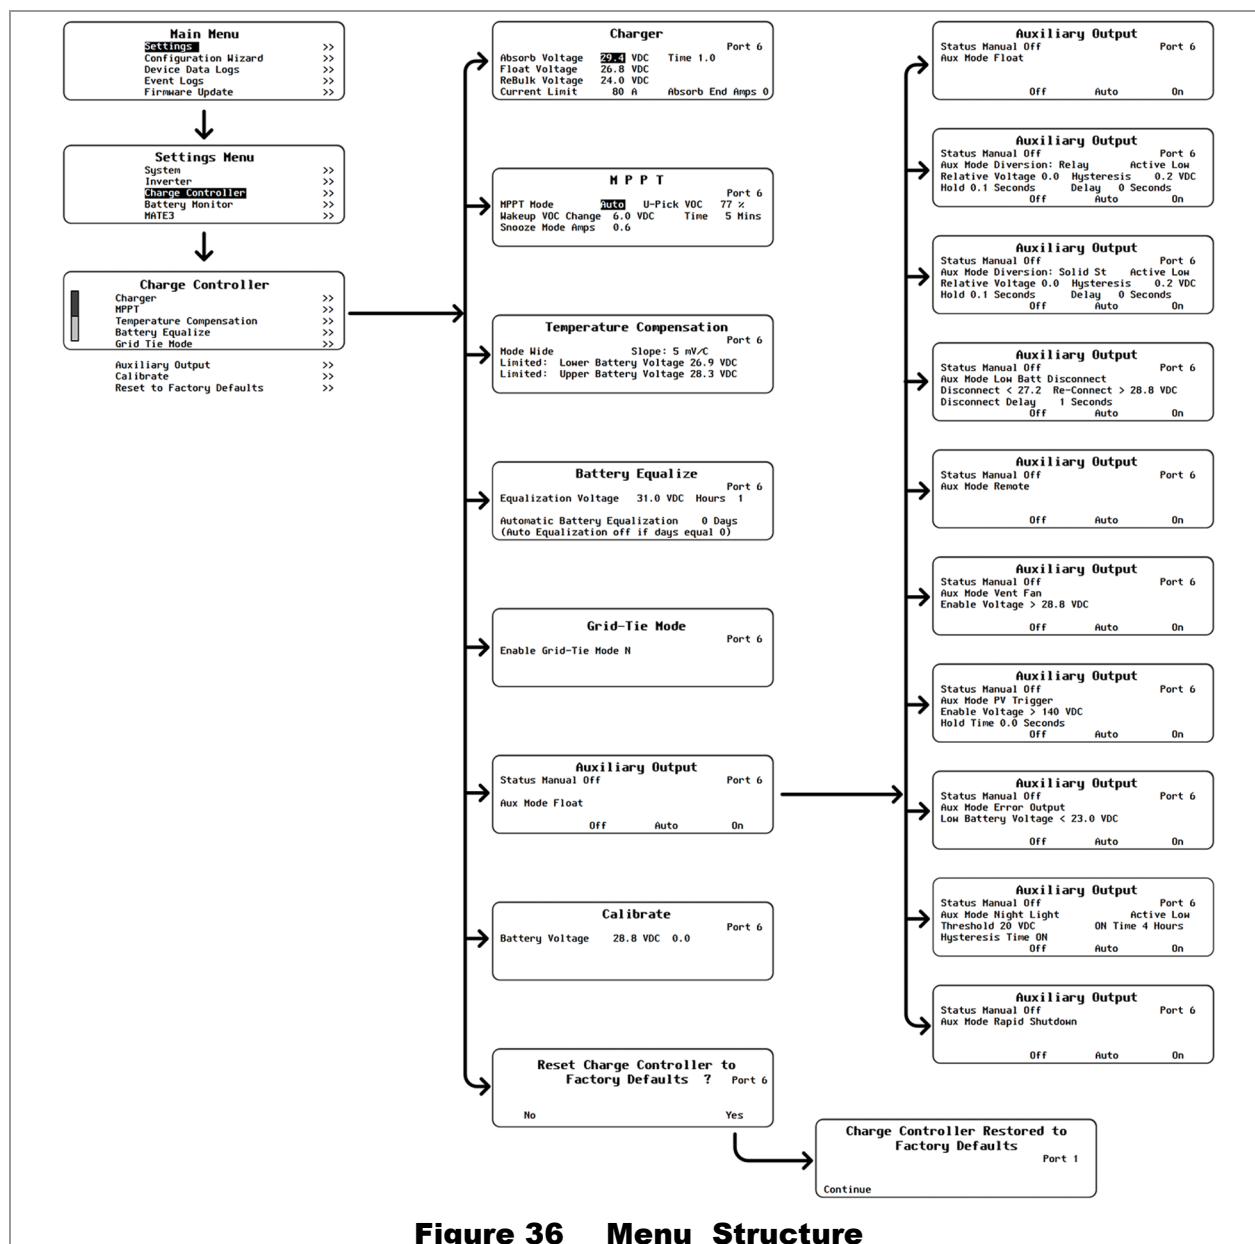 Main Menu
Settings >>
Configuration Wizard >>
Device Data Logs >>
Event Logs >>
Firmware Update >>
Settings Menu
System >>
Inverter >>
Charge Controller >>
Battery Monitor >>
MATE3 >>
Charge Controller
Charger >>
MPPT >>
Temperature Compensation >>
Battery Equalize >>
Grid Tie Mode >>
Auxiliary Output >>
Calibrate >>
Reset to Factory Defaults >>
Charger
Port 6
Absorb Voltage 29.4 VDC Time 1.0
Float Voltage 26.8 VDC
ReBulk Voltage 24.0 VDC
Current Limit 80 A Absorb End Amps 0
M P P T
Port 6
MPPT Mode Auto U-Pick VOC 77 %
Wakeup VOC Change 6.0 VDC Time 5 Mins
Snooze Mode Amps 0.6
Temperature Compensation
Port 6
Mode Wide Slope: 5 mV/C
Limited: Lower Battery Voltage 26.9 VDC
Limited: Upper Battery Voltage 28.3 VDC
Battery Equalize
Port 6
Equalization Voltage 31.0 VDC Hours 1
Automatic Battery Equalization 0 Days
(Auto Equalization off if days equal 0)
Grid-Tie Mode
Port 6
Enable Grid-Tie Mode N
Auxiliary Output
Status Manual Off Port 6
Aux Mode Float
Off Auto On
Calibrate
Port 6
Battery Voltage 28.8 VDC 0.0
Reset Charge Controller to
Factory Defaults ? Port 6
No Yes
Auxiliary Output
Status Manual Off Port 6
Aux Mode Float
Off Auto On
Auxiliary Output
Status Manual Off Port 6
Aux Mode Diversion: Relay Active Low
Relative Voltage 0.0 Hysteresis 0.2 VDC
Hold 0.1 Seconds Delay 0 Seconds
Off Auto On
Auxiliary Output
Status Manual Off Port 6
Aux Mode Diversion: Solid St Active Low
Relative Voltage 0.0 Hysteresis 0.2 VDC
Hold 0.1 Seconds Delay 0 Seconds
Off Auto On
Auxiliary Output
Status Manual Off Port 6
Aux Mode Low Batt Disconnect
Disconnect < 27.2 Re-Connect > 28.8 VDC
Disconnect Delay 1 Seconds
Off Auto On
Auxiliary Output
Status Manual Off Port 6
Aux Mode Remote
Off Auto On
Auxiliary Output
Status Manual Off Port 6
Aux Mode Vent Fan
Enable Voltage > 28.8 VDC
Off Auto On
Auxiliary Output
Status Manual Off Port 6
Aux Mode PV Trigger
Enable Voltage > 140 VDC
Hold Time 0.0 Seconds
Off Auto On
Auxiliary Output
Status Manual Off Port 6
Aux Mode Error Output
Low Battery Voltage < 23.0 VDC
Off Auto On
Auxiliary Output
Status Manual Off Port 6
Aux Mode Night Light Active Low
Threshold 20 VDC ON Time 4 Hours
Hysteresis Time ON
Off Auto On
Auxiliary Output
Status Manual Off Port 6
Aux Mode Rapid Shutdown
Off Auto On
Charge Controller Restored to
Factory Defaults
Port 1
Continue
Figure 36 Menu Structure